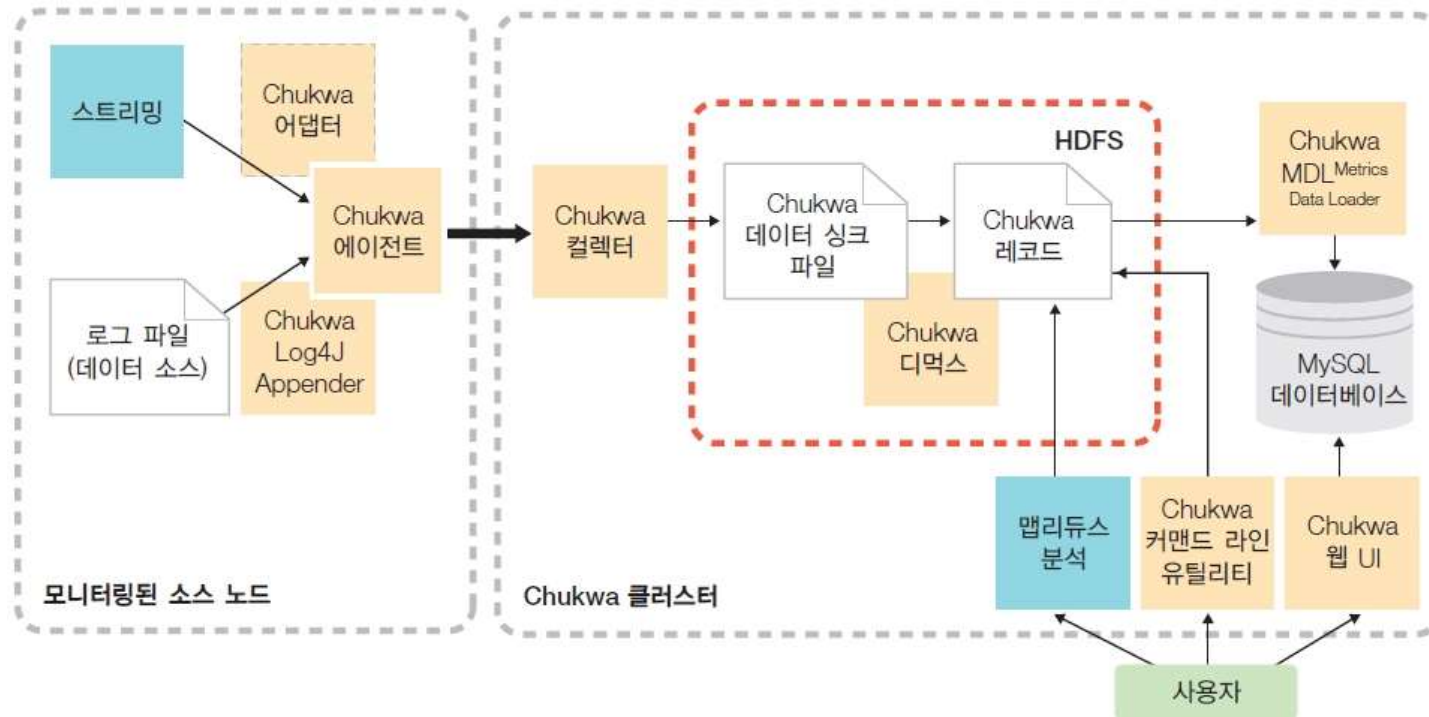 스트리밍
Chukwa
어댑터
Chukwa
에이전트
로그 파일
(데이터 소스)
Chukwa
Log4J
Appender
모니터링된 소스 노드
Chukwa
컬렉터
HDFS
Chukwa
데이터 싱크
파일
Chukwa
레코드
Chukwa
디먹스
Chukwa
MDL Metrics
Data Loader
MySQL
데이터베이스
맵리듀스
분석
Chukwa
커맨드 라인
유틸리티
Chukwa
웹 UI
Chukwa 클러스터
사용자